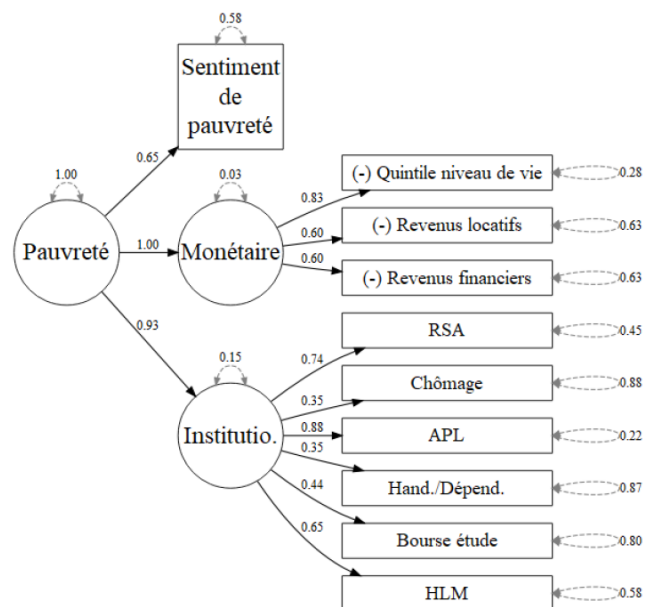 0.58
Sentiment
de
pauvreté
0.65
1.00
Pauvreté
1.00
0.03
Monétaire
0.83
(-) Quintile niveau de vie
0.28
0.60
(-) Revenus locatifs
0.63
0.60
(-) Revenus financiers
0.63
0.93
0.15
Institutio.
0.74
RSA
0.45
0.35
Chômage
0.88
0.88
APL
0.22
0.35
Hand./Dépend.
0.87
0.44
Bourse étude
0.80
0.65
HLM
0.58